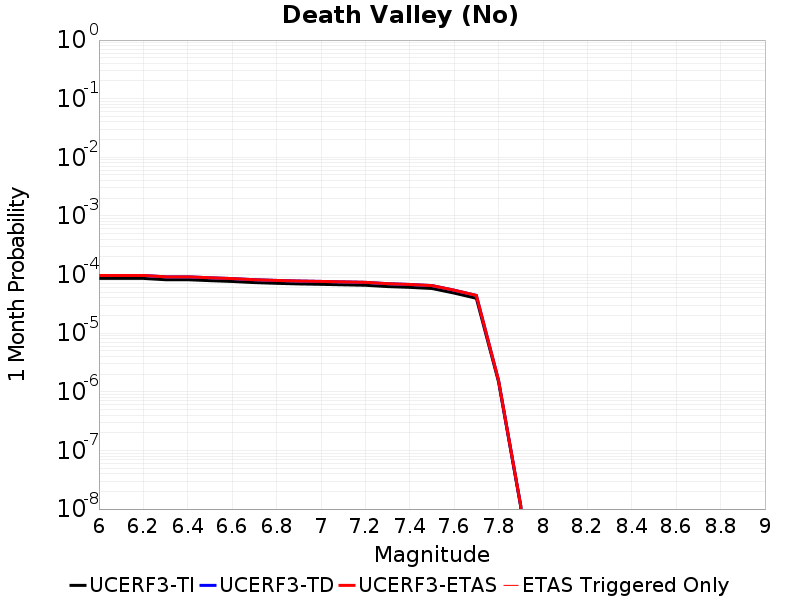 Death Valley (No)
1 Month Probability
10^0
10^-1
10^-2
10^-3
10^-4
10^-5
10^-6
10^-7
10^-8
6 6.2 6.4 6.6 6.8 7 7.2 7.4 7.6 7.8 8 8.2 8.4 8.6 8.8 9
Magnitude
UCERF3-TI UCERF3-TD UCERF3-ETAS ETAS Triggered Only